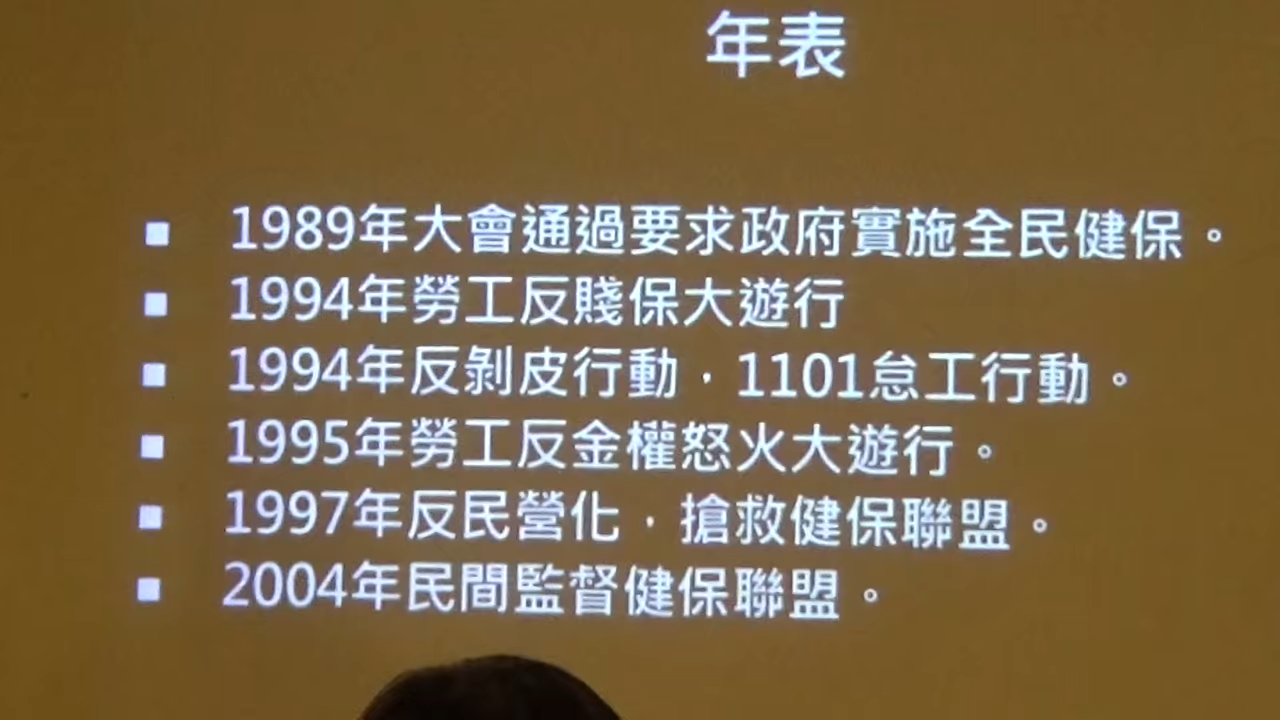 年表
■ 1989年大會通過要求政府實施全民健保。
■ 1994年勞工反賤保大遊行
■ 1994年反剝皮行動，1101怠工行動。
■ 1995年勞工反金權怒火大遊行。
■ 1997年反民營化，搶救健保聯盟。
■ 2004年民間監督健保聯盟。